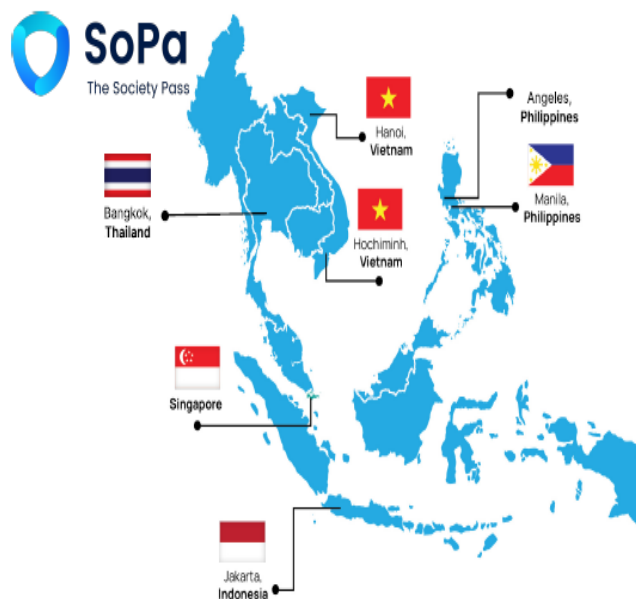 SoPa
The Society Pass
Hanoi,
Vietnam
Angeles,
Philippines
Bangkok,
Thailand
Hochiminh,
Vietnam
Manila,
Philippines
Singapore
Jakarta,
Indonesia